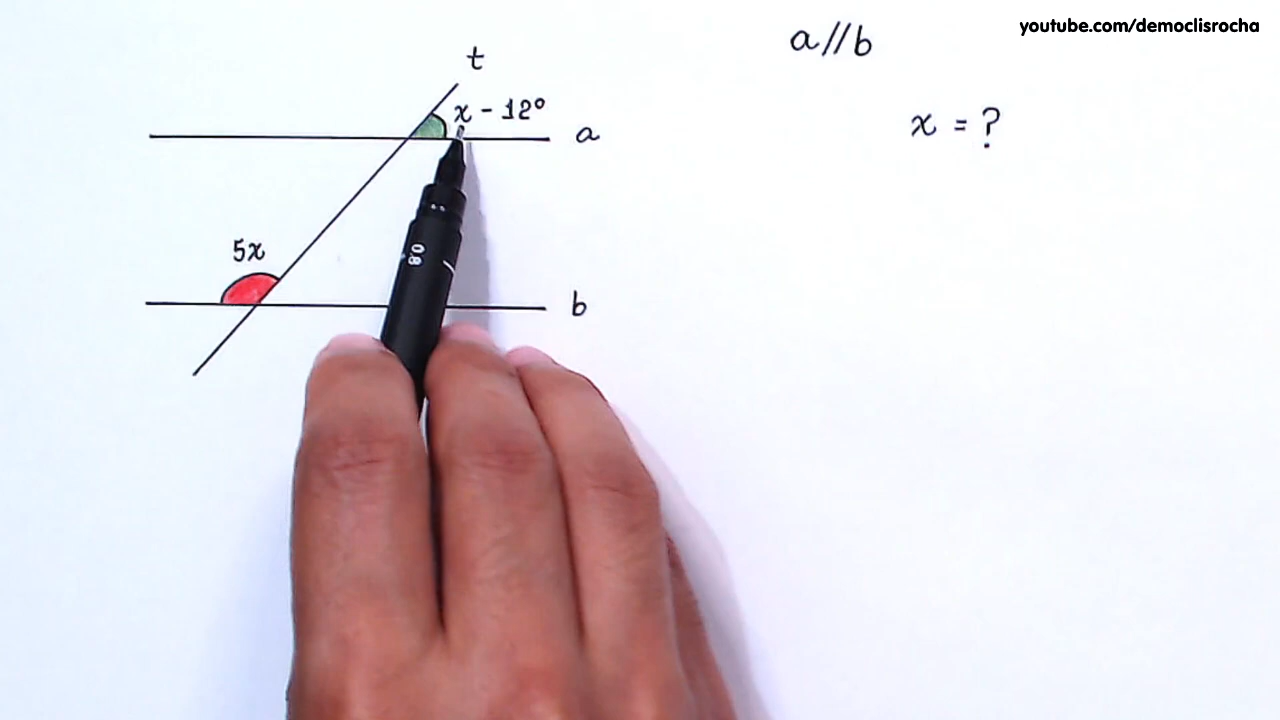 youtube.com/democlisrocha
a//b
t
x - 12°
a
x = ?
5x
b
0.8